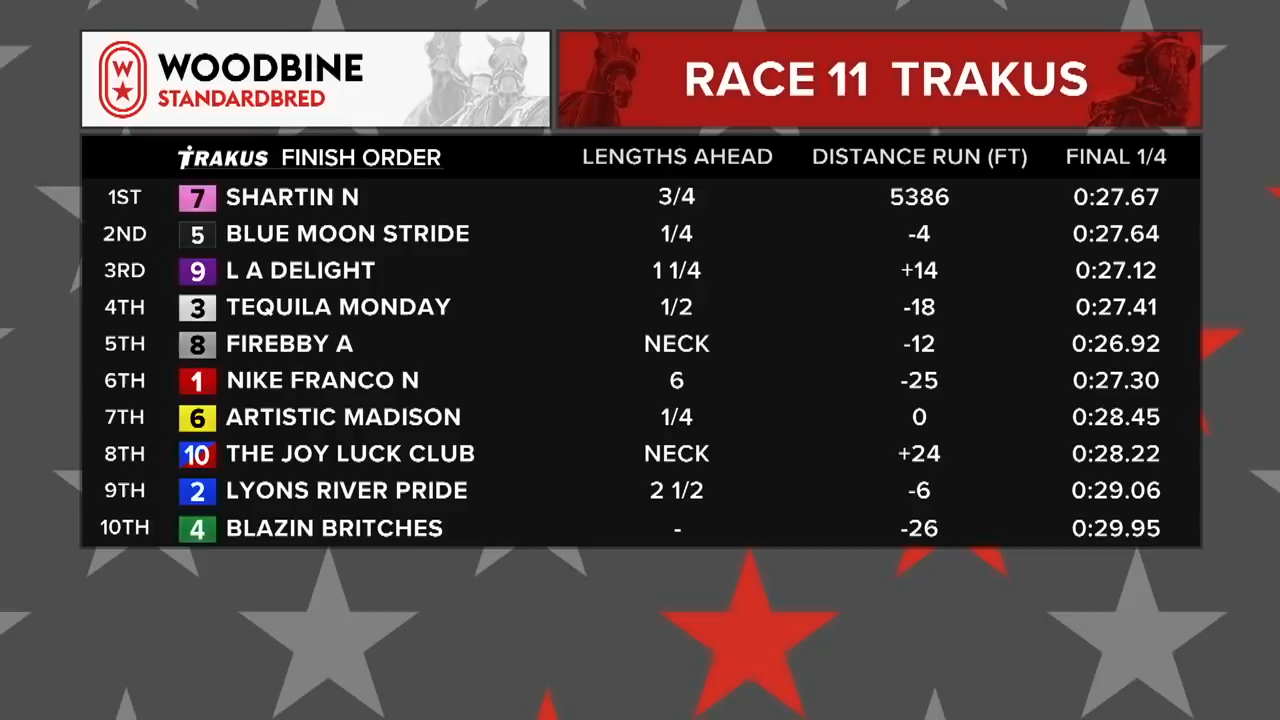 W
WOODBINE
STANDARDBRED
RACE 11 TRAKUS
TRAKUS FINISH ORDER LENGTHS AHEAD DISTANCE RUN (FT) FINAL 1/4
1ST 7 SHARTIN N 3/4 5386 0:27.67
2ND 5 BLUE MOON STRIDE 1/4 -4 0:27.64
3RD 9 L A DELIGHT 1 1/4 +14 0:27.12
4TH 3 TEQUILA MONDAY 1/2 -18 0:27.41
5TH 8 FIREBBY A NECK -12 0:26.92
6TH 1 NIKE FRANCO N 6 -25 0:27.30
7TH 6 ARTISTIC MADISON 1/4 0 0:28.45
8TH 10 THE JOY LUCK CLUB NECK +24 0:28.22
9TH 2 LYONS RIVER PRIDE 2 1/2 -6 0:29.06
10TH 4 BLAZIN BRITCHES - -26 0:29.95